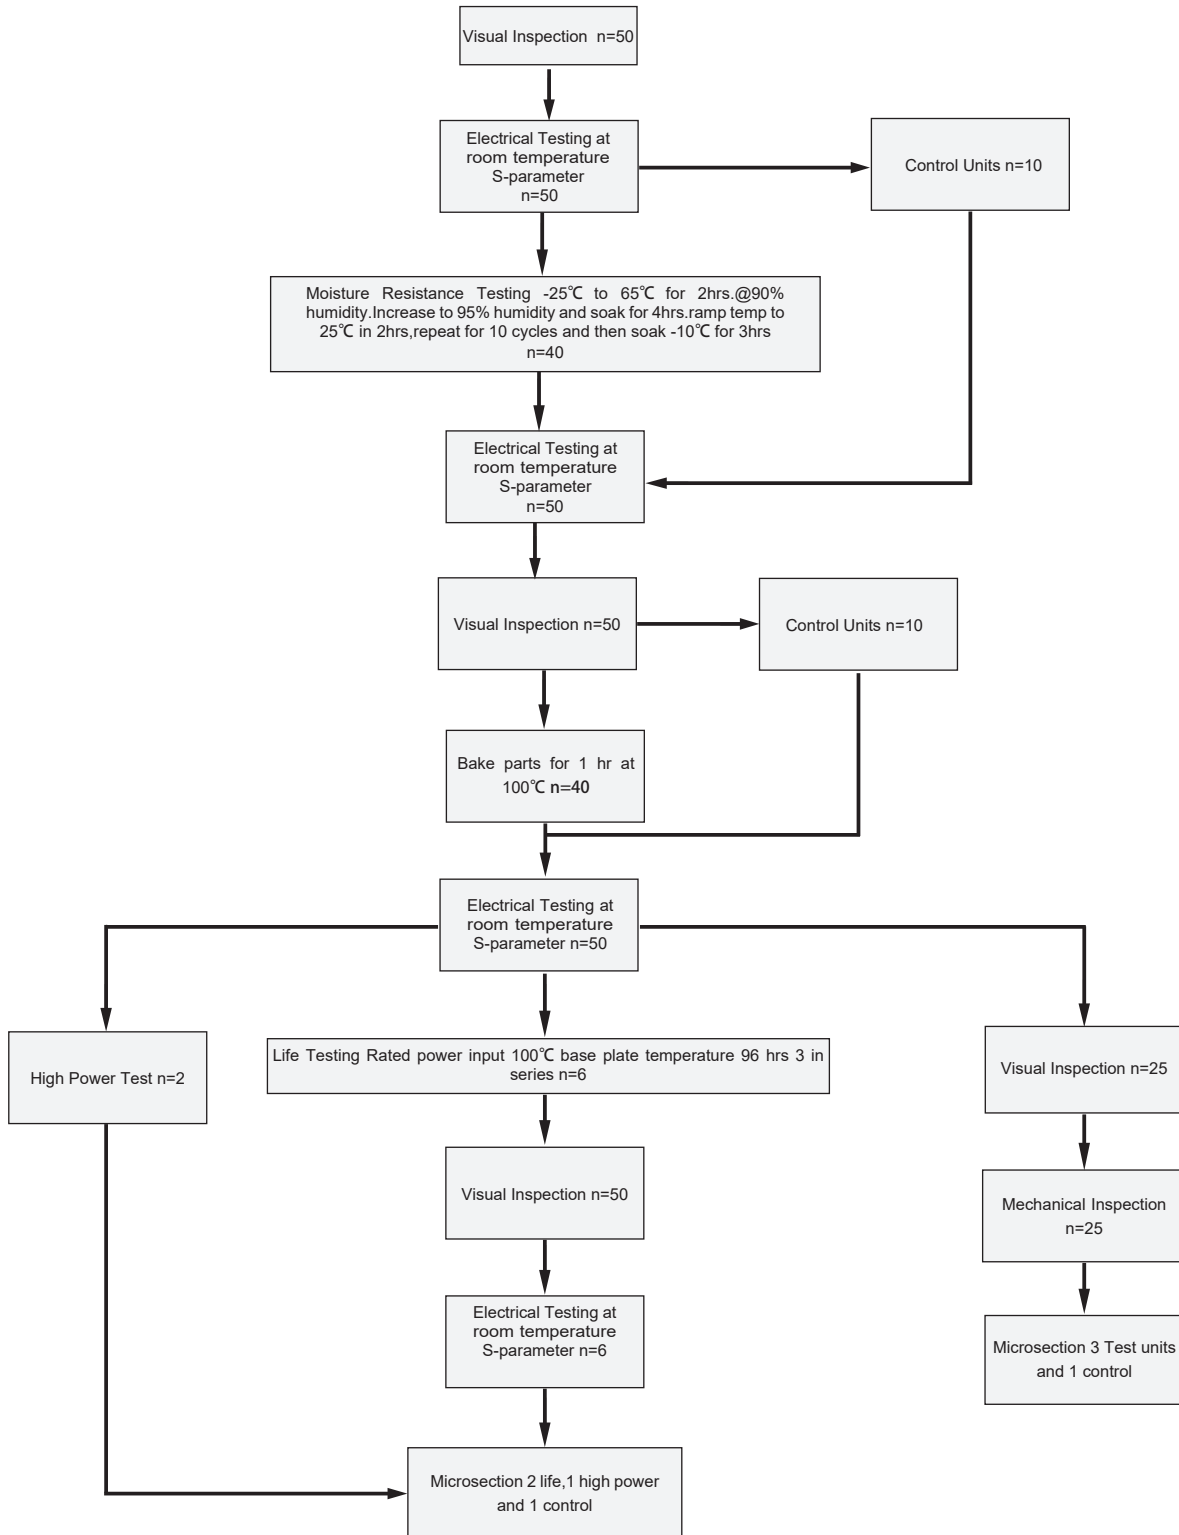 Visual Inspection n=50
Electrical Testing at
room temperature
S-parameter
n=50
Control Units n=10
Moisture Resistance Testing -25℃ to 65℃ for 2hrs.@90%
humidity.Increase to 95% humidity and soak for 4hrs.ramp temp to
25℃ in 2hrs,repeat for 10 cycles and then soak -10℃ for 3hrs
n=40
Electrical Testing at
room temperature
S-parameter
n=50
Visual Inspection n=50
Control Units n=10
Bake parts for 1 hr at
100℃ n=40
Electrical Testing at
room temperature
S-parameter n=50
High Power Test n=2
Life Testing Rated power input 100℃ base plate temperature 96 hrs 3 in
series n=6
Visual Inspection n=25
Visual Inspection n=50
Mechanical Inspection
n=25
Electrical Testing at
room temperature
S-parameter n=6
Microsection 3 Test units
and 1 control
Microsection 2 life,1 high power
and 1 control